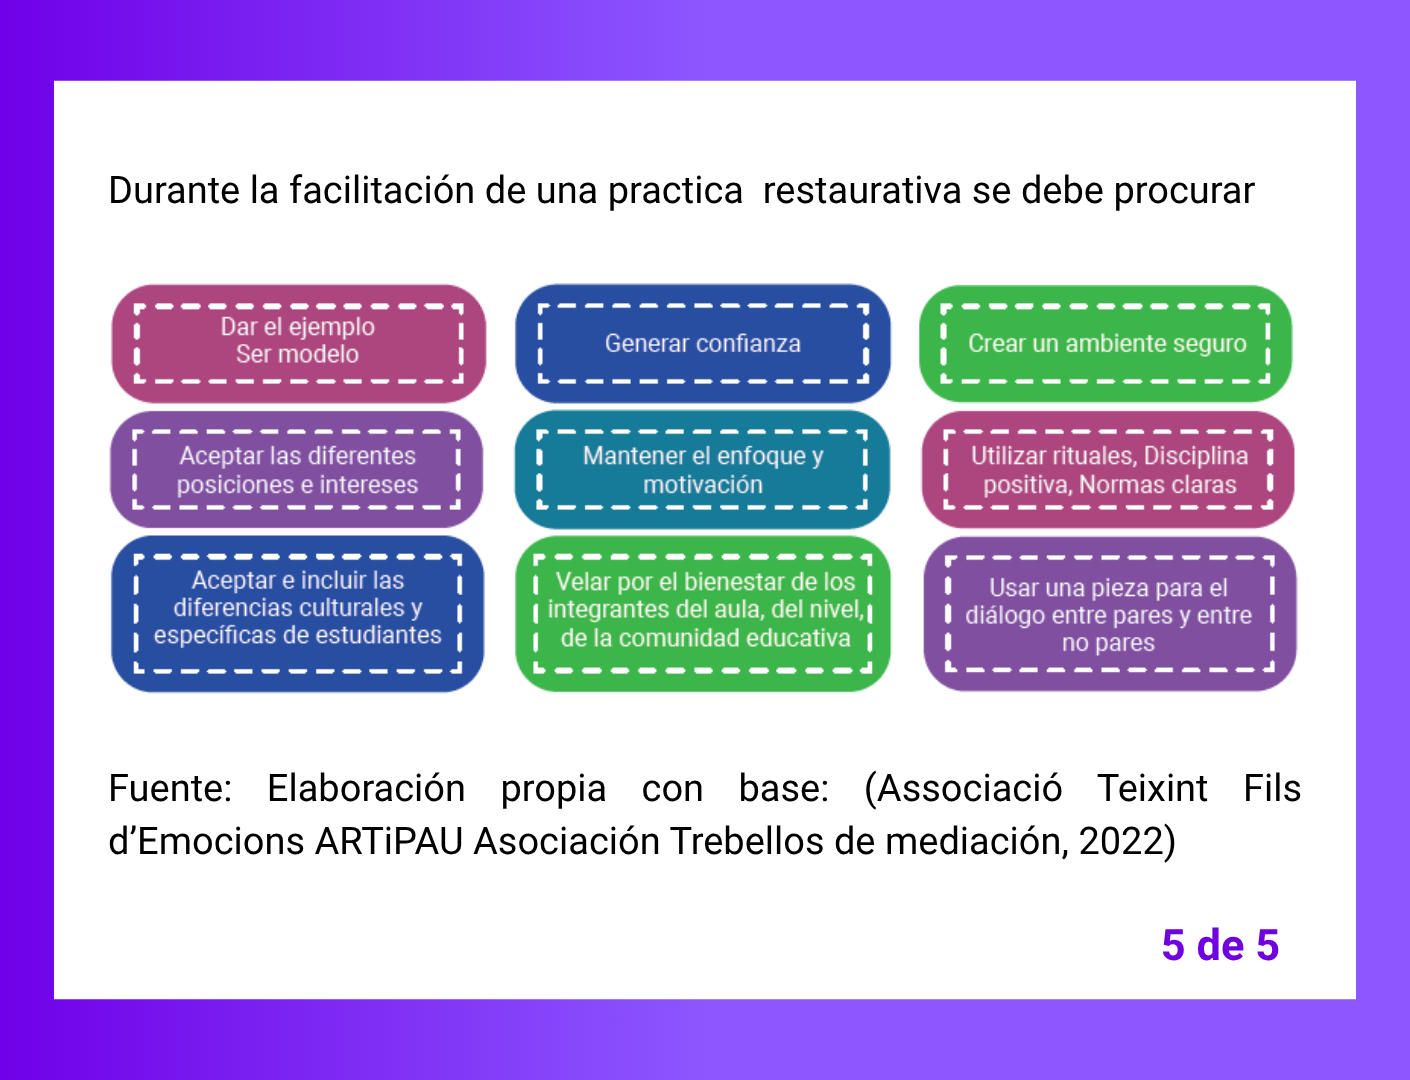 Durante la facilitación de una practica restaurativa se debe procurar
Dar el ejemplo
Ser modelo
Generar confianza
Crear un ambiente seguro
Aceptar las diferentes
posiciones e intereses
Mantener el enfoque y
motivación
Utilizar rituales, Disciplina
positiva, Normas claras
Aceptar e incluir las
diferencias culturales y
específicas de estudiantes
Velar por el bienestar de los
integrantes del aula, del nivel,
de la comunidad educativa
Usar una pieza para el
diálogo entre pares y entre
no pares
Fuente: Elaboración propia con base: (Associació Teixint Fils
d’Emocions ARTiPAU Asociación Trebellos de mediación, 2022)
5 de 5